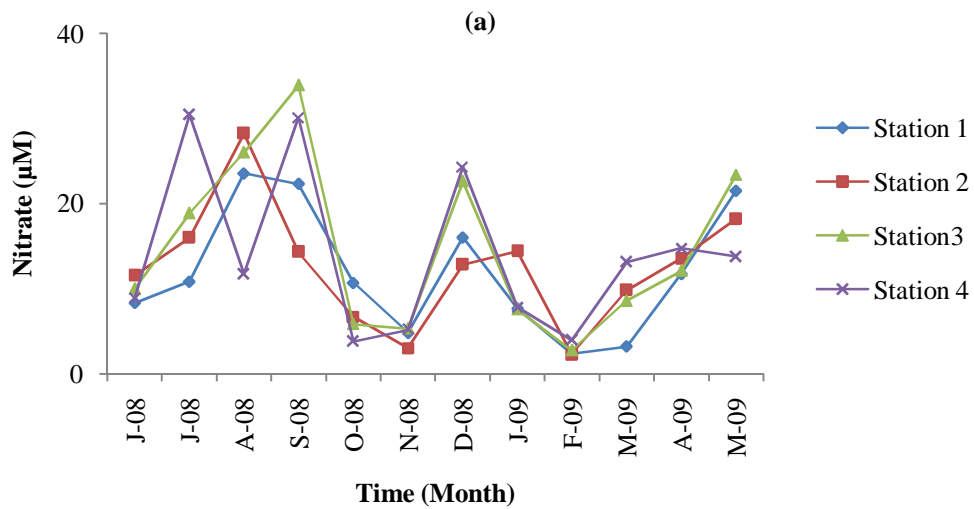 (a)
40
20
0
Nitrate (µM)
J-08
J-08
A-08
S-08
O-08
N-08
D-08
J-09
F-09
M-09
A-09
M-09
Time (Month)
Station 1
Station 2
Station3
Station 4